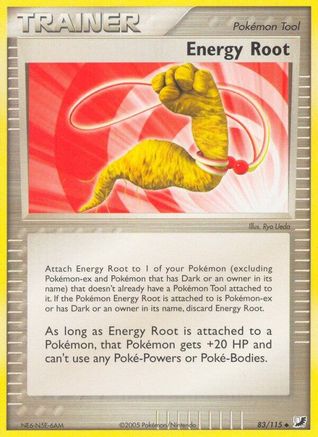 TRAINER
Pokémon Tool
Energy Root
Illus. Ryo Ueda
Attach Energy Root to 1 of your Pokémon (excluding
Pokémon-ex and Pokémon that has Dark or an owner in its
name) that doesn't already have a Pokémon Tool attached
to it. If the Pokémon Energy Root is attached to is Pokémon-ex
or has Dark or an owner in its name, discard Energy Root.
As long as Energy Root is attached to a
Pokémon, that Pokémon gets +20 HP and
can't use any Poké-Powers or Poké-Bodies.
NE6-N5E-6AM
©2005 Pokémon/Nintendo.
83/115 ◆